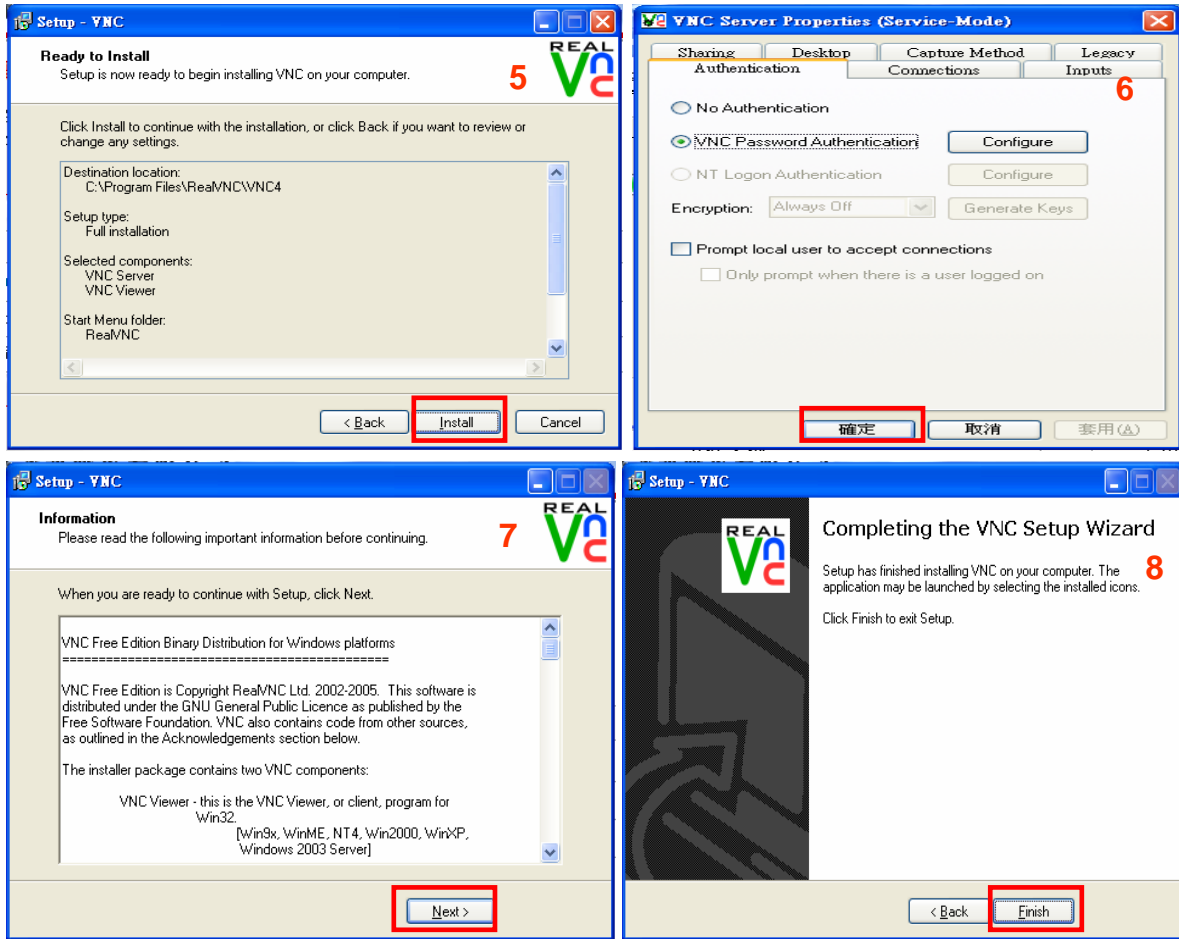 Setup - VNC
Ready to Install
Setup is now ready to begin installing VNC on your computer.
REAL
VNC
5
Click Install to continue with the installation, or click Back if you want to review or
change any settings.
Destination location:
C:\Program Files\RealVNC\VNC4
Setup type:
Full installation
Selected components:
VNC Server
VNC Viewer
Start Menu folder:
RealVNC
< Back
Install
Cancel
VNC Server Properties (Service-Mode)
Sharing Desktop Capture Method Legacy
Authentication Connections Inputs
6
No Authentication
VNC Password Authentication Configure
NT Logon Authentication Configure
Encryption: Always Off Generate Keys
Prompt local user to accept connections
Only prompt when there is a user logged on
確定 取消 套用(A)
Setup - VNC
Information
Please read the following important information before continuing.
REAL
VNC
7
When you are ready to continue with Setup, click Next.
VNC Free Edition Binary Distribution for Windows platforms
=============================================
VNC Free Edition is Copyright RealVNC Ltd. 2002-2005. This software is
distributed under the GNU General Public Licence as published by the
Free Software Foundation. VNC also contains code from other sources,
as outlined in the Acknowledgements section below.
The installer package contains two VNC components:
VNC Viewer - this is the VNC Viewer, or client, program for
Win32.
[Win9x, WinME, NT4, Win2000, WinXP,
Windows 2003 Server]
Next >
Setup - VNC
REAL
VNC
Completing the VNC Setup Wizard
8
Setup has finished installing VNC on your computer. The
application may be launched by selecting the installed icons.
Click Finish to exit Setup.
< Back
Finish